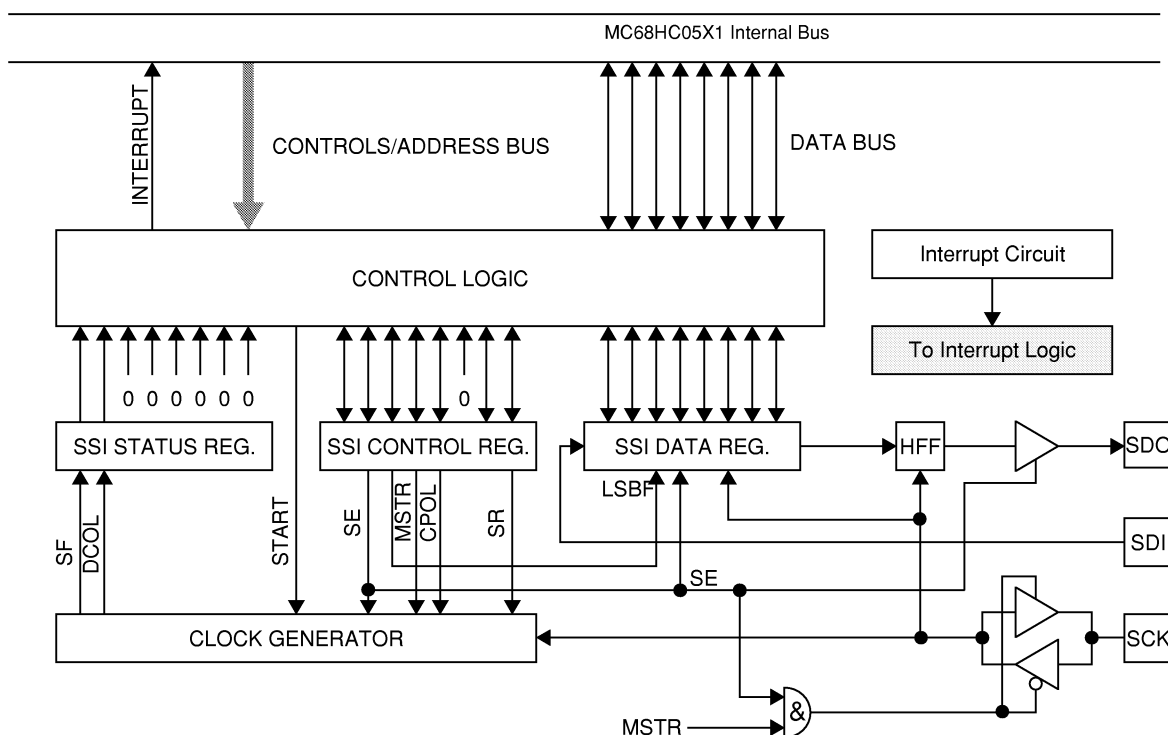 MC68HC05X1 Internal Bus
INTERRUPT
CONTROLS/ADDRESS BUS
DATA BUS
CONTROL LOGIC
Interrupt Circuit
To Interrupt Logic
0 0 0 0 0 0
0
SSI STATUS REG.
SSI CONTROL REG.
SSI DATA REG.
HFF
SDO
LSBF
SF
DCOL
START
SE
MSTR
CPOL
SR
SDI
SE
CLOCK GENERATOR
SCK
&
MSTR